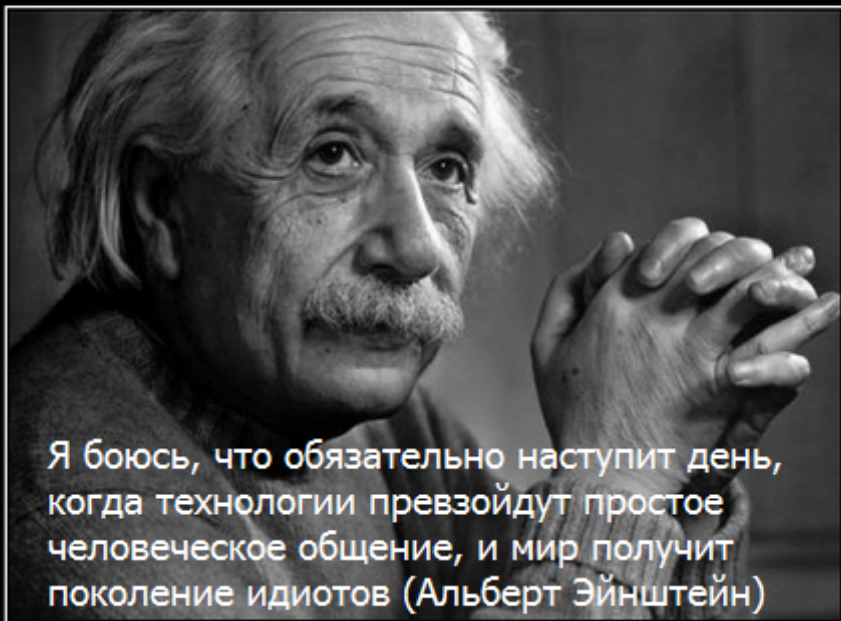 Я боюсь, что обязательно наступит день,
когда технологии превзойдут простое
человеческое общение, и мир получит
поколение идиотов (Альберт Эйнштейн)